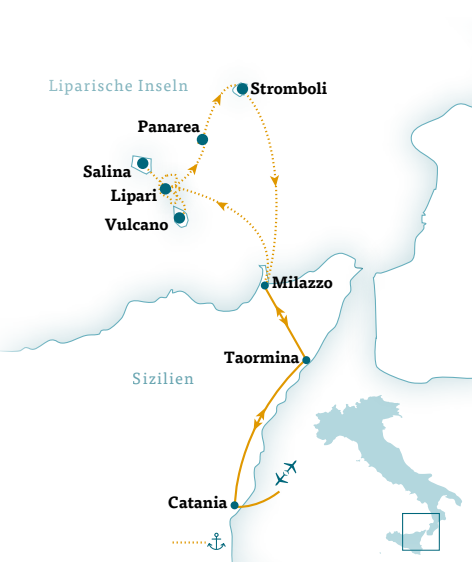 Liparische Inseln
Stromboli
Panarea
Salina
Lipari
Vulcano
Milazzo
Taormina
Sizilien
Catania